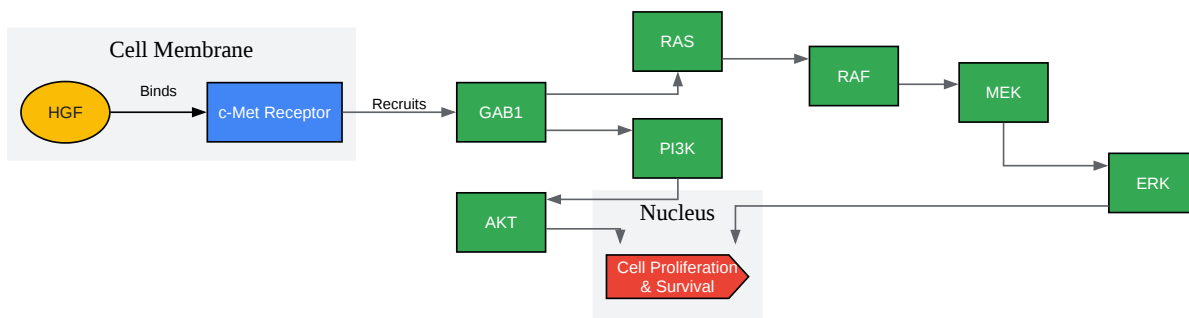 Cell Membrane
HGF
Binds
c-Met Receptor
Recruits
GAB1
RAS
RAF
MEK
PI3K
ERK
AKT
Nucleus
Cell Proliferation
& Survival